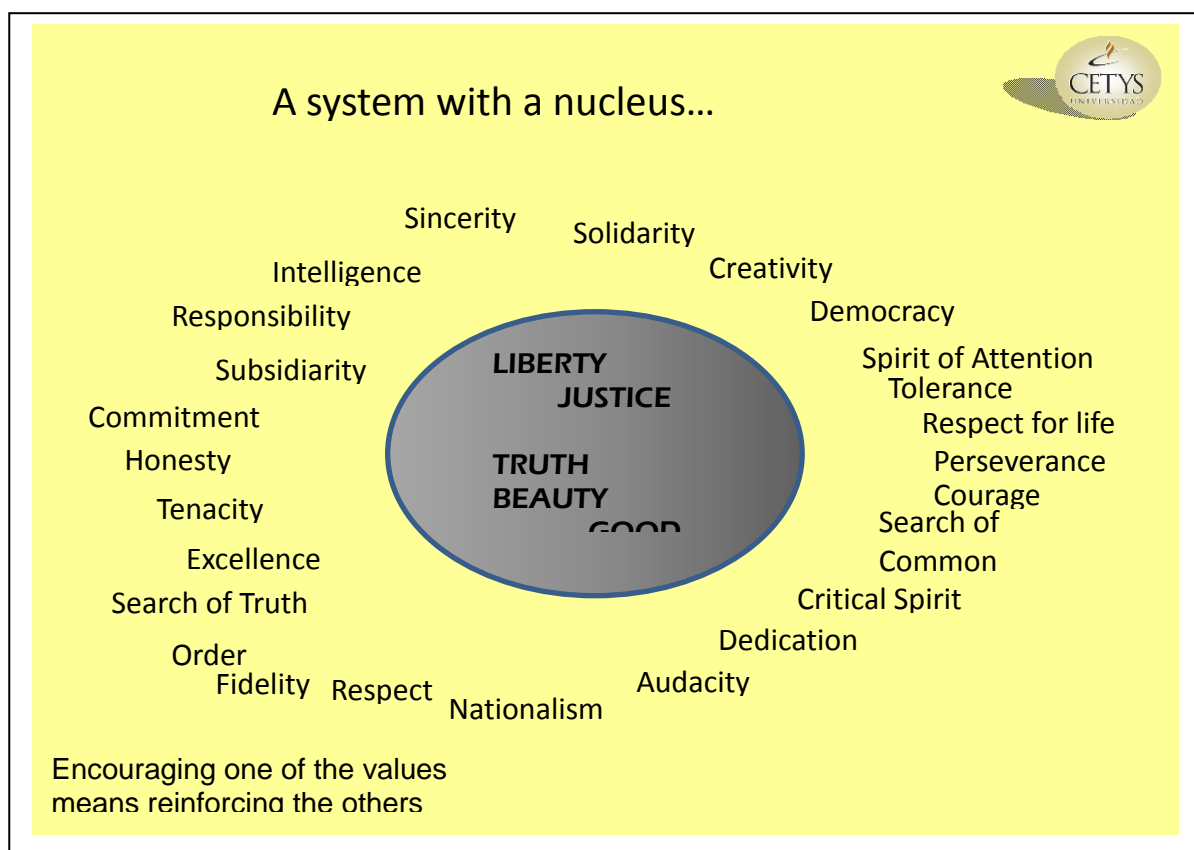 CETYS
UNIVERSIDAD
A system with a nucleus...
Sincerity
Solidarity
Intelligence
Creativity
Responsibility
Democracy
Subsidiarity
Spirit of Attention
Tolerance
Commitment
Respect for life
Honesty
Perseverance
Tenacity
Courage
Search of
Common
Excellence
Critical Spirit
Search of Truth
Dedication
Order
Fidelity
Respect
Audacity
Nationalism
LIBERTY
JUSTICE
TRUTH
BEAUTY
GOOD
Encouraging one of the values
means reinforcing the others